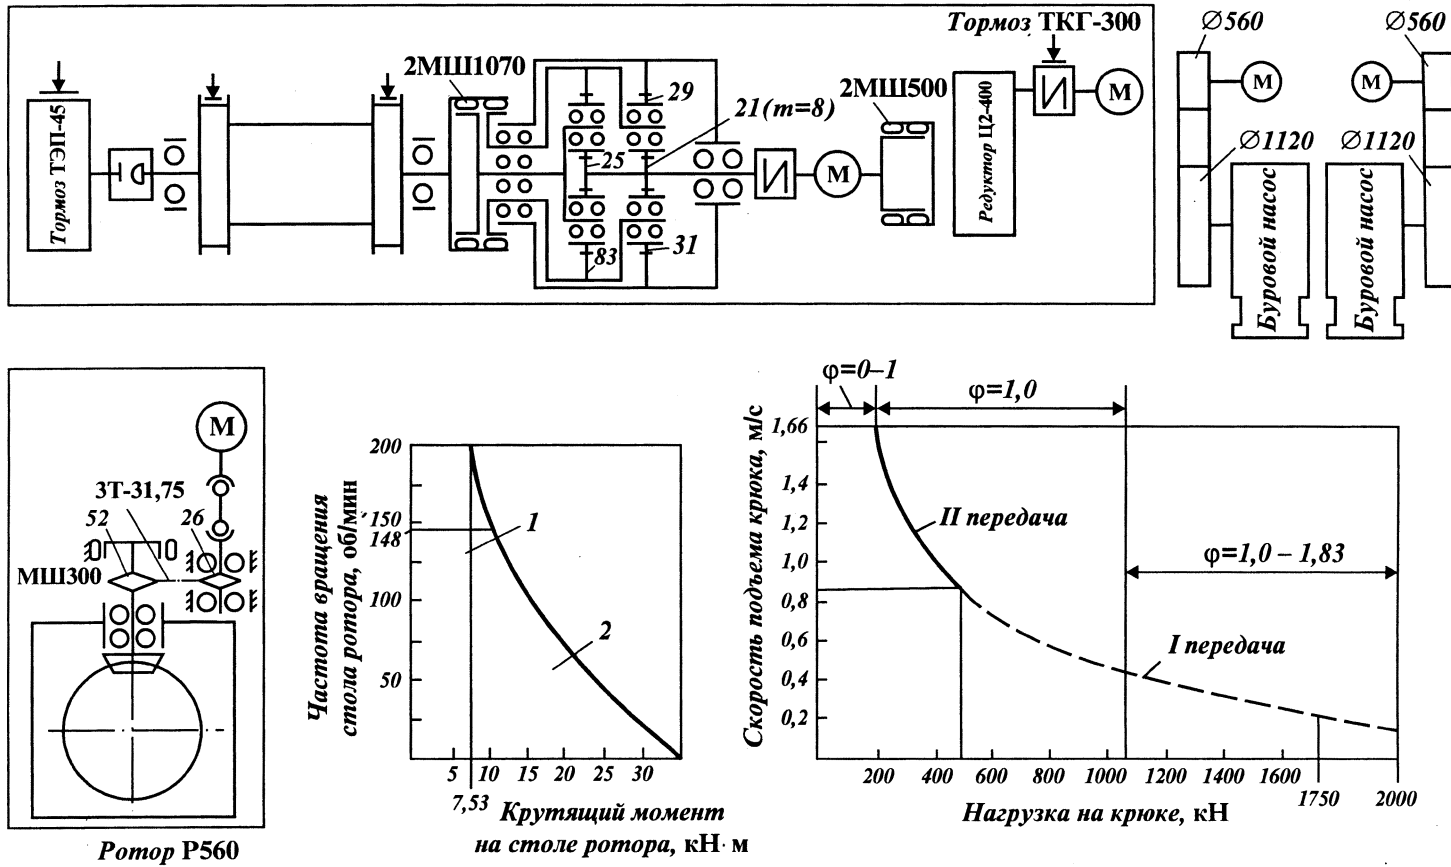 Тормоз ТКГ-300
∅560
∅560
2МШ1070
29
2МШ500
М
М
М
21(m=8)
Тормоз ТЭП-45
25
М
Редуктор Ц2-400
∅1120
∅1120
83
31
Буровой насос
Буровой насос
М
3Т-31,75
52
26
МШ300
Ротор Р560
Частота вращения
стола ротора, об/мин
200
150
148
100
50
1
2
5
10
15
20
25
30
35
7,53
Крутящий момент
на столе ротора, кН·м
φ=0–1
φ=1,0
Скорость подъема крюка, м/с
1,66
1,4
1,2
1,0
0,8
0,6
0,4
0,2
II передача
φ=1,0 – 1,83
I передача
200
400
600
800
1000
1200
1400
1600
1750
2000
Нагрузка на крюке, кН